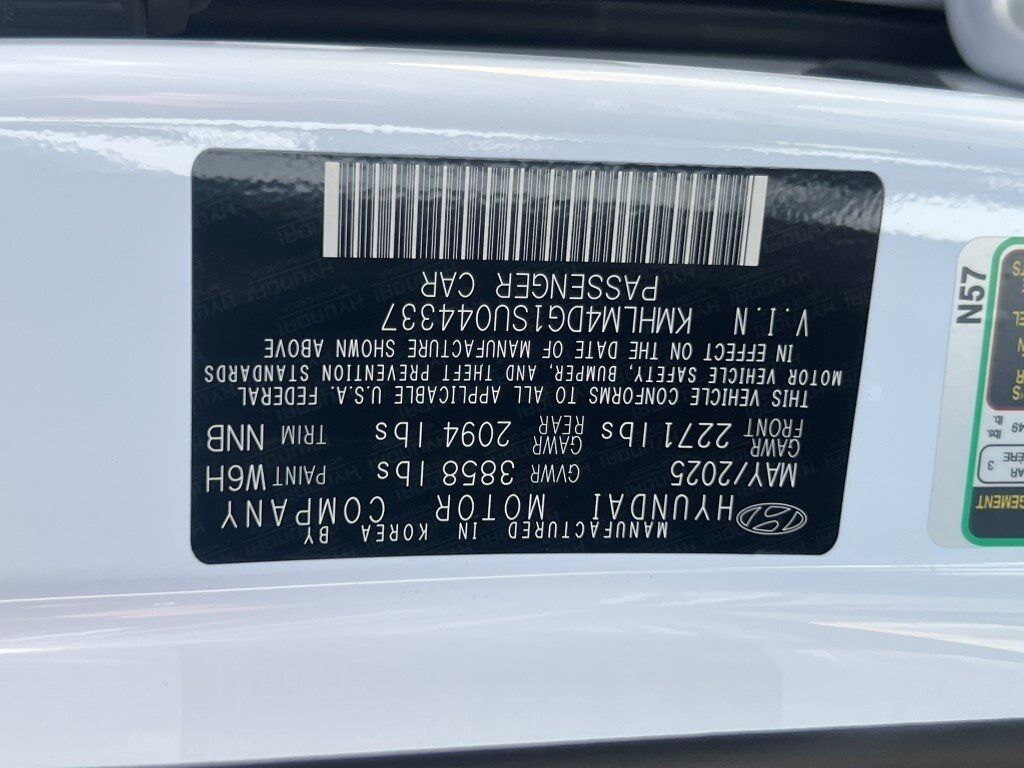 MANUFACTURED IN KOREA BY
HYUNDAI MOTOR COMPANY
MAY/2025 GVWR 3858 lbs PAINT W6H
GAWR FRONT 2271 lbs GAWR REAR 2094 lbs TRIM NNB
THIS VEHICLE CONFORMS TO ALL APPLICABLE U.S.A. FEDERAL
MOTOR VEHICLE SAFETY, BUMPER, AND THEFT PREVENTION STANDARDS
IN EFFECT ON THE DATE OF MANUFACTURE SHOWN ABOVE
V.I.N KMHLM4DG1SU044337
PASSENGER CAR
N57